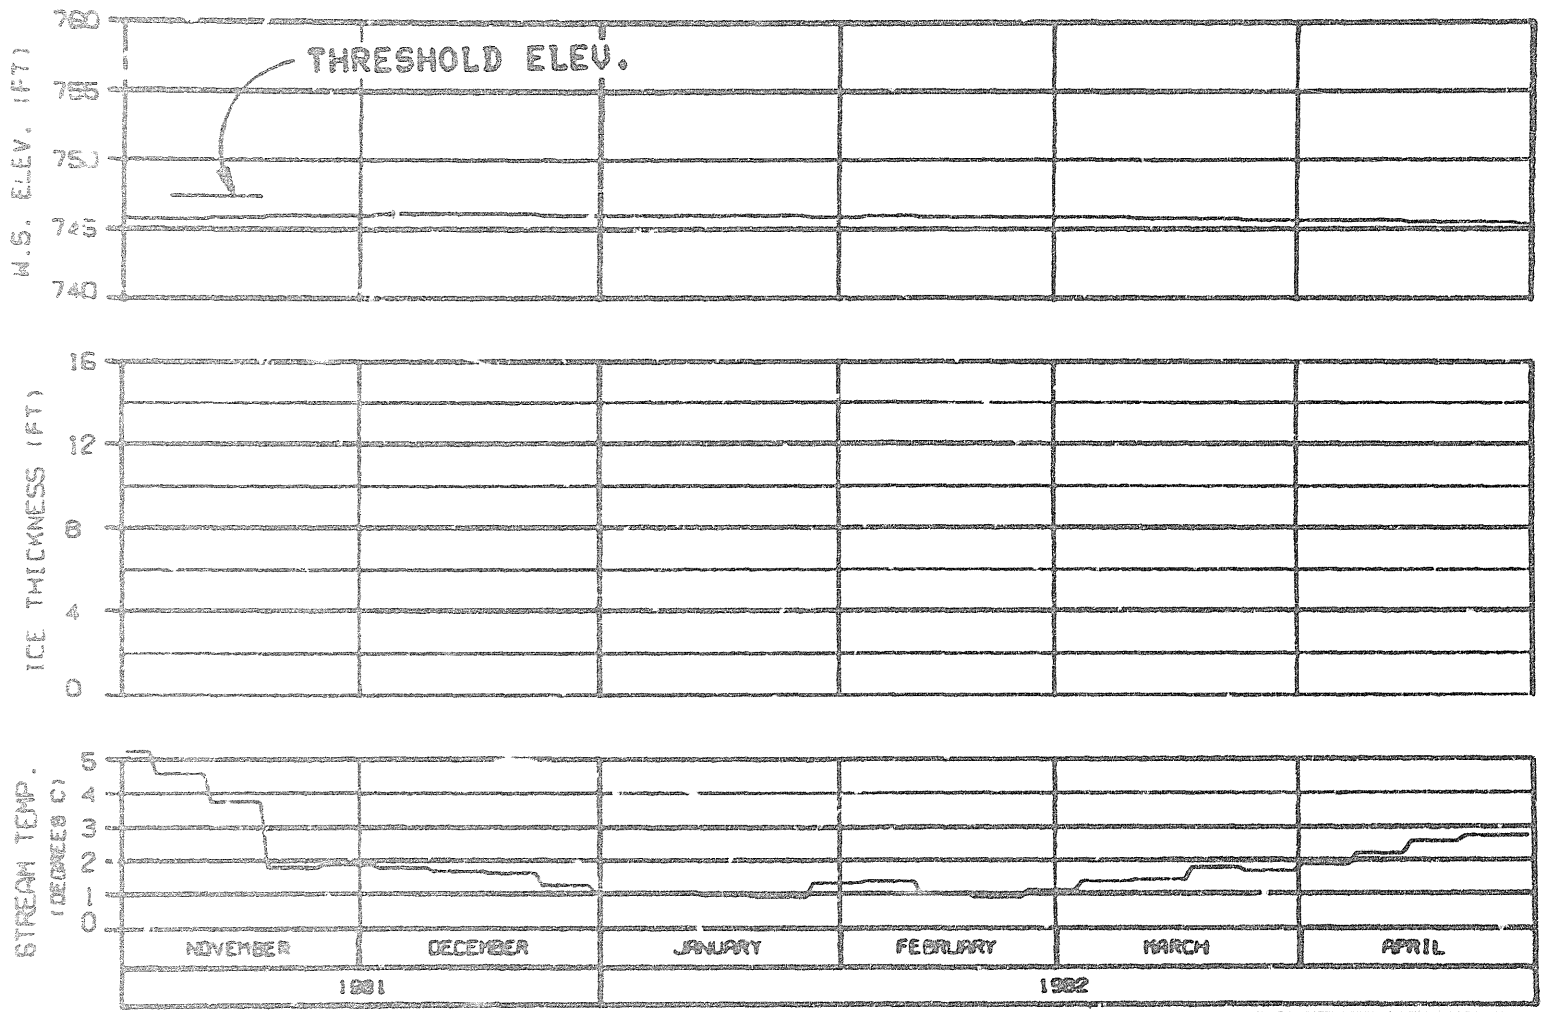 760
THRESHOLD ELEV.
755
750
745
740
W.S. ELEV. (FT)
16
12
8
4
0
ICE THICKNESS (FT)
5
4
3
2
1
0
STREAM TEMP.
(DEGREES C)
NOVEMBER DECEMBER JANUARY FEBRUARY MARCH APRIL
1981 1982